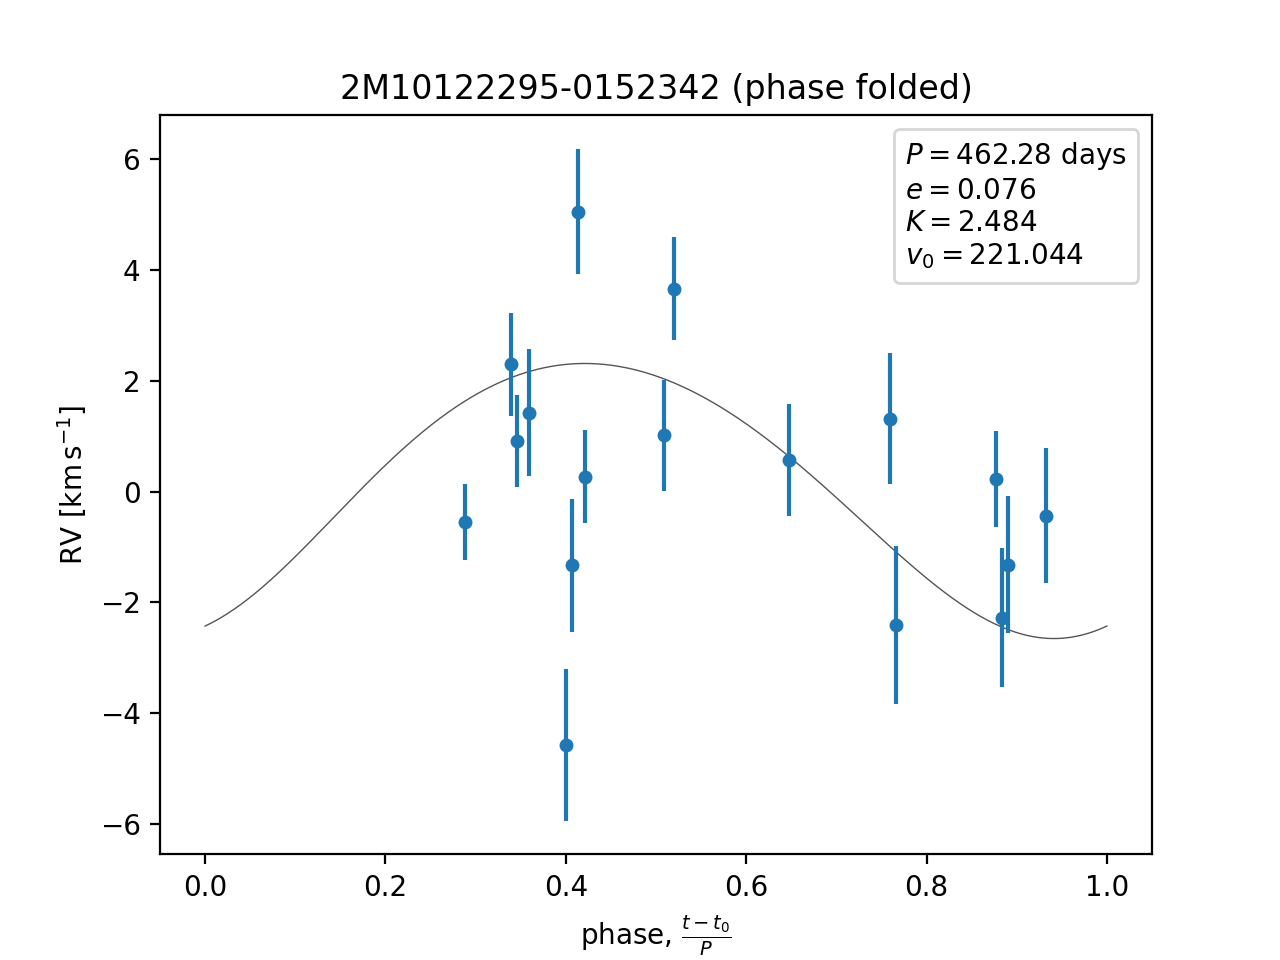 2M10122295-0152342 (phase folded)
P = 462.28 days
e = 0.076
K = 2.484
v₀ = 221.044
6
4
2
0
−2
−4
−6
RV [km s⁻¹]
0.0 0.2 0.4 0.6 0.8 1.0
phase, (t − t₀)/P